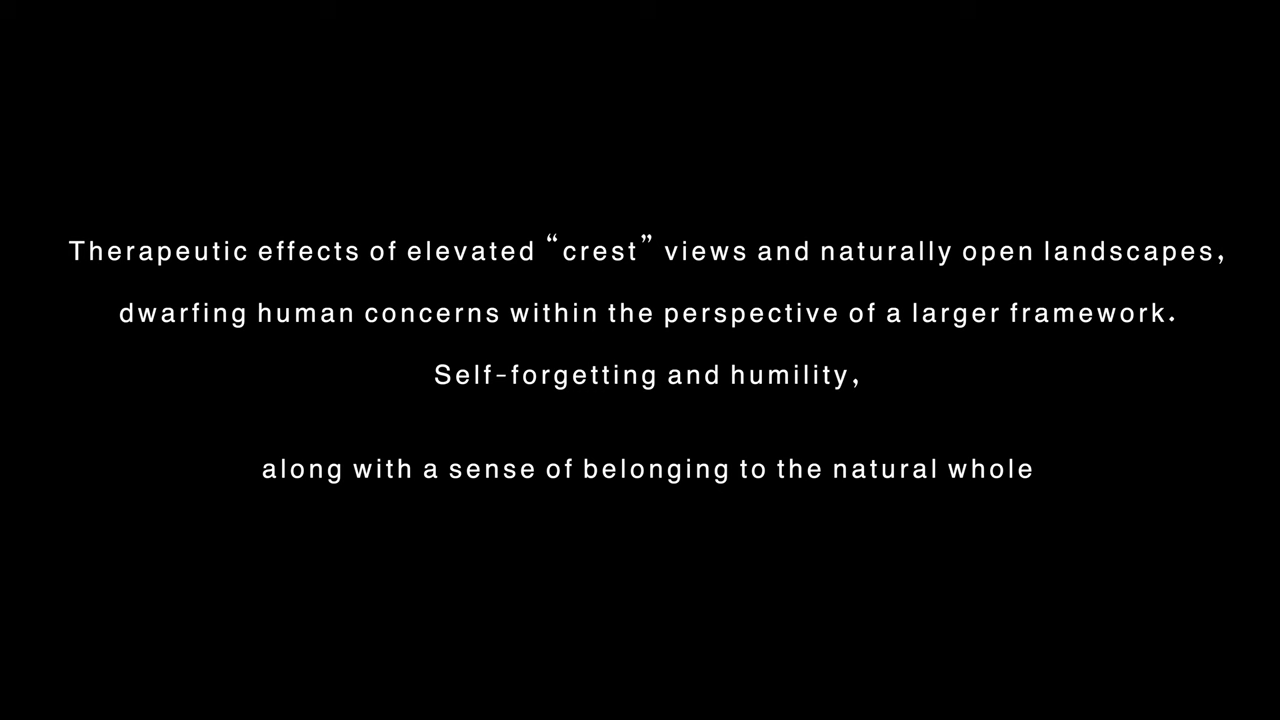 Therapeutic effects of elevated “crest” views and naturally open landscapes,
dwarfing human concerns within the perspective of a larger framework.
Self-forgetting and humility,
along with a sense of belonging to the natural whole